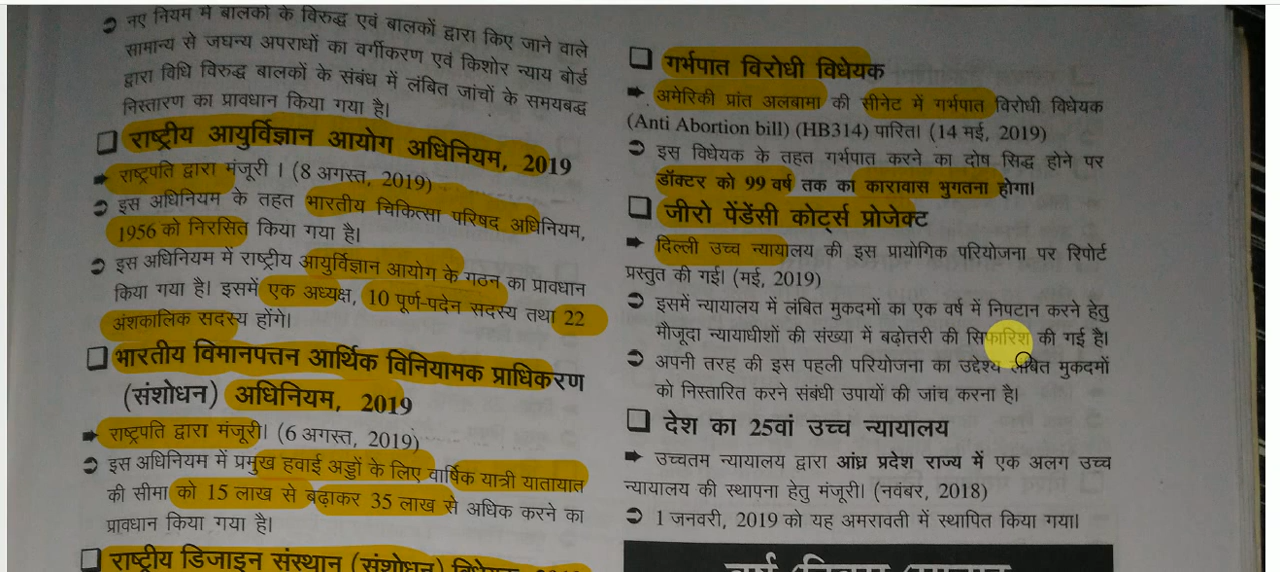 नए नियम में बालकों के विरुद्ध एवं बालकों द्वारा किए जाने वाले
सामान्य से जघन्य अपराधों का वर्गीकरण एवं किशोर न्याय बोर्ड
द्वारा विधि विरुद्ध बालकों के संबंध में लंबित जांचों के समयबद्ध
निस्तारण का प्रावधान किया गया है।
राष्ट्रीय आयुर्विज्ञान आयोग अधिनियम, 2019
राष्ट्रपति द्वारा मंजूरी । (8 अगस्त, 2019)
इस अधिनियम के तहत भारतीय चिकित्सा परिषद अधिनियम,
1956 को निरसित किया गया है।
इस अधिनियम में राष्ट्रीय आयुर्विज्ञान आयोग के गठन का प्रावधान
किया गया है। इसमें एक अध्यक्ष, 10 पूर्ण-पदेन सदस्य तथा 22
अंशकालिक सदस्य होंगे।
भारतीय विमानपत्तन आर्थिक विनियामक प्राधिकरण
(संशोधन) अधिनियम, 2019
राष्ट्रपति द्वारा मंजूरी। (6 अगस्त, 2019)
इस अधिनियम में प्रमुख हवाई अड्डों के लिए वार्षिक यात्री यातायात
की सीमा को 15 लाख से बढ़ाकर 35 लाख से अधिक करने का
प्रावधान किया गया है।
राष्ट्रीय डिजाइन संस्थान (संशोधन)
गर्भपात विरोधी विधेयक
अमेरिकी प्रांत अलबामा की सीनेट में गर्भपात विरोधी विधेयक
(Anti Abortion bill) (HB314) पारित। (14 मई, 2019)
इस विधेयक के तहत गर्भपात करने का दोष सिद्ध होने पर
डॉक्टर को 99 वर्ष तक का कारावास भुगतना होगा।
जीरो पेंडेंसी कोर्ट्स प्रोजेक्ट
दिल्ली उच्च न्यायालय की इस प्रायोगिक परियोजना पर रिपोर्ट
प्रस्तुत की गई। (मई, 2019)
इसमें न्यायालय में लंबित मुकदमों का एक वर्ष में निपटान करने हेतु
मौजूदा न्यायाधीशों की संख्या में बढ़ोत्तरी की सिफारिश की गई है।
अपनी तरह की इस पहली परियोजना का उद्देश्य लंबित मुकदमों
को निस्तारित करने संबंधी उपायों की जांच करना है।
देश का 25वां उच्च न्यायालय
उच्चतम न्यायालय द्वारा आंध्र प्रदेश राज्य में एक अलग उच्च
न्यायालय की स्थापना हेतु मंजूरी। (नवंबर, 2018)
1 जनवरी, 2019 को यह अमरावती में स्थापित किया गया।